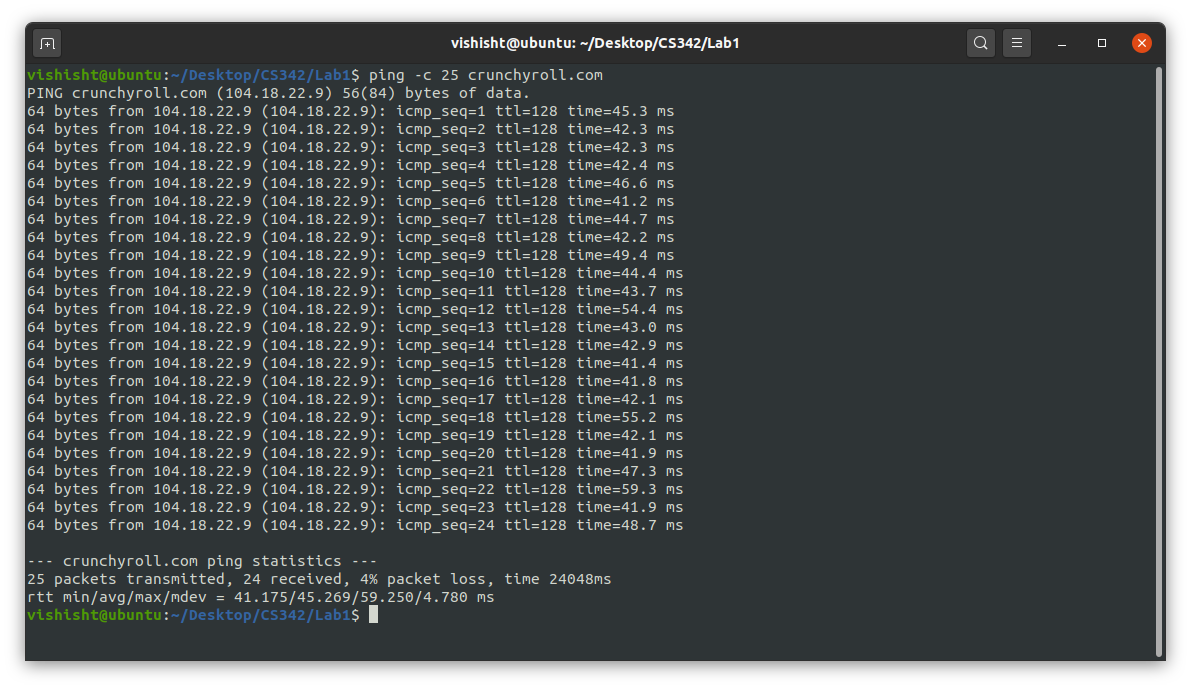 vishisht@ubuntu: ~/Desktop/CS342/Lab1
vishisht@ubuntu:~/Desktop/CS342/Lab1$ ping -c 25 crunchyroll.com
PING crunchyroll.com (104.18.22.9) 56(84) bytes of data.
64 bytes from 104.18.22.9 (104.18.22.9): icmp_seq=1 ttl=128 time=45.3 ms
64 bytes from 104.18.22.9 (104.18.22.9): icmp_seq=2 ttl=128 time=42.3 ms
64 bytes from 104.18.22.9 (104.18.22.9): icmp_seq=3 ttl=128 time=42.3 ms
64 bytes from 104.18.22.9 (104.18.22.9): icmp_seq=4 ttl=128 time=42.4 ms
64 bytes from 104.18.22.9 (104.18.22.9): icmp_seq=5 ttl=128 time=46.6 ms
64 bytes from 104.18.22.9 (104.18.22.9): icmp_seq=6 ttl=128 time=41.2 ms
64 bytes from 104.18.22.9 (104.18.22.9): icmp_seq=7 ttl=128 time=44.7 ms
64 bytes from 104.18.22.9 (104.18.22.9): icmp_seq=8 ttl=128 time=42.2 ms
64 bytes from 104.18.22.9 (104.18.22.9): icmp_seq=9 ttl=128 time=49.4 ms
64 bytes from 104.18.22.9 (104.18.22.9): icmp_seq=10 ttl=128 time=44.4 ms
64 bytes from 104.18.22.9 (104.18.22.9): icmp_seq=11 ttl=128 time=43.7 ms
64 bytes from 104.18.22.9 (104.18.22.9): icmp_seq=12 ttl=128 time=54.4 ms
64 bytes from 104.18.22.9 (104.18.22.9): icmp_seq=13 ttl=128 time=43.0 ms
64 bytes from 104.18.22.9 (104.18.22.9): icmp_seq=14 ttl=128 time=42.9 ms
64 bytes from 104.18.22.9 (104.18.22.9): icmp_seq=15 ttl=128 time=41.4 ms
64 bytes from 104.18.22.9 (104.18.22.9): icmp_seq=16 ttl=128 time=41.8 ms
64 bytes from 104.18.22.9 (104.18.22.9): icmp_seq=17 ttl=128 time=42.1 ms
64 bytes from 104.18.22.9 (104.18.22.9): icmp_seq=18 ttl=128 time=55.2 ms
64 bytes from 104.18.22.9 (104.18.22.9): icmp_seq=19 ttl=128 time=42.1 ms
64 bytes from 104.18.22.9 (104.18.22.9): icmp_seq=20 ttl=128 time=41.9 ms
64 bytes from 104.18.22.9 (104.18.22.9): icmp_seq=21 ttl=128 time=47.3 ms
64 bytes from 104.18.22.9 (104.18.22.9): icmp_seq=22 ttl=128 time=59.3 ms
64 bytes from 104.18.22.9 (104.18.22.9): icmp_seq=23 ttl=128 time=41.9 ms
64 bytes from 104.18.22.9 (104.18.22.9): icmp_seq=24 ttl=128 time=48.7 ms
--- crunchyroll.com ping statistics ---
25 packets transmitted, 24 received, 4% packet loss, time 24048ms
rtt min/avg/max/mdev = 41.175/45.269/59.250/4.780 ms
vishisht@ubuntu:~/Desktop/CS342/Lab1$